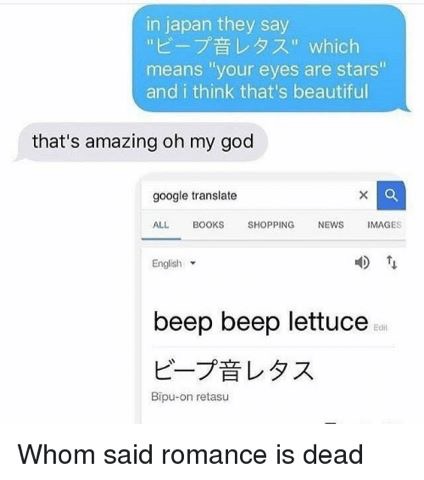 in japan they say
"ビープ音レタス" which
means "your eyes are stars"
and i think that's beautiful
that's amazing oh my god
google translate ×
ALL BOOKS SHOPPING NEWS IMAGES
English
beep beep lettuce Edit
ビープ音レタス
Bīpu-on retasu
Whom said romance is dead